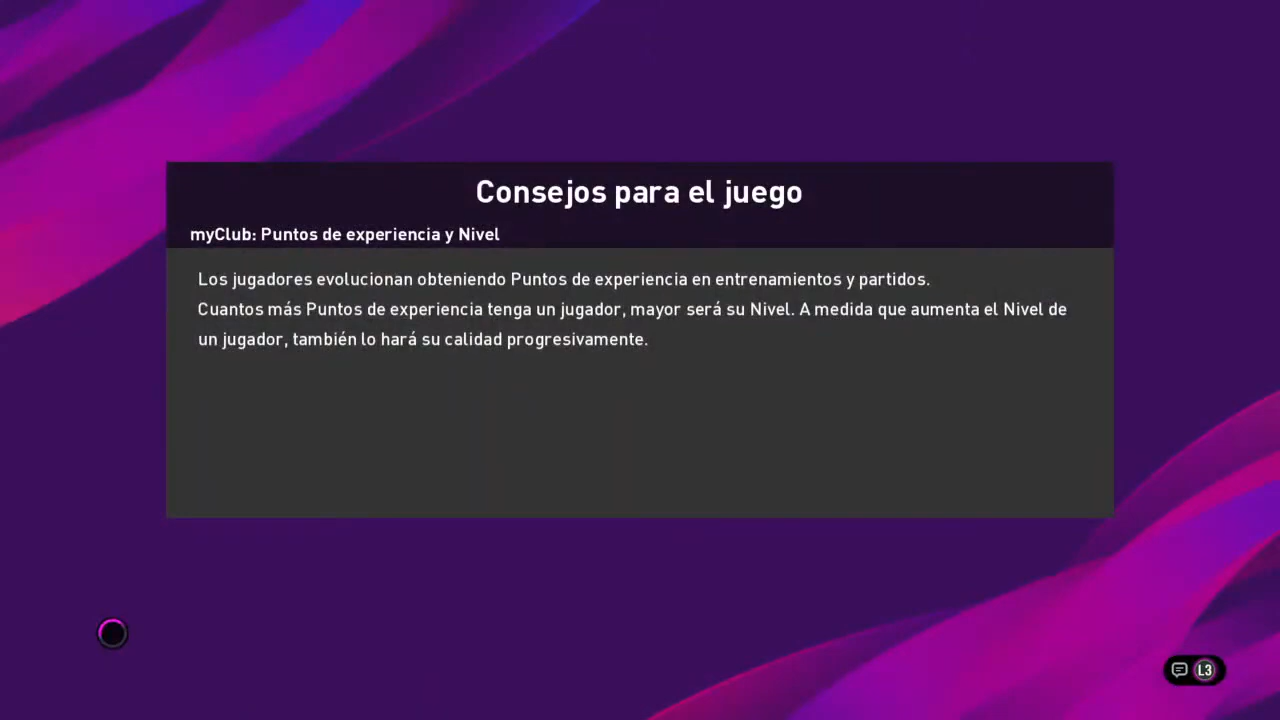 Consejos para el juego
myClub: Puntos de experiencia y Nivel
Los jugadores evolucionan obteniendo Puntos de experiencia en entrenamientos y partidos.
Cuantos más Puntos de experiencia tenga un jugador, mayor será su Nivel. A medida que aumenta el Nivel de
un jugador, también lo hará su calidad progresivamente.
L3